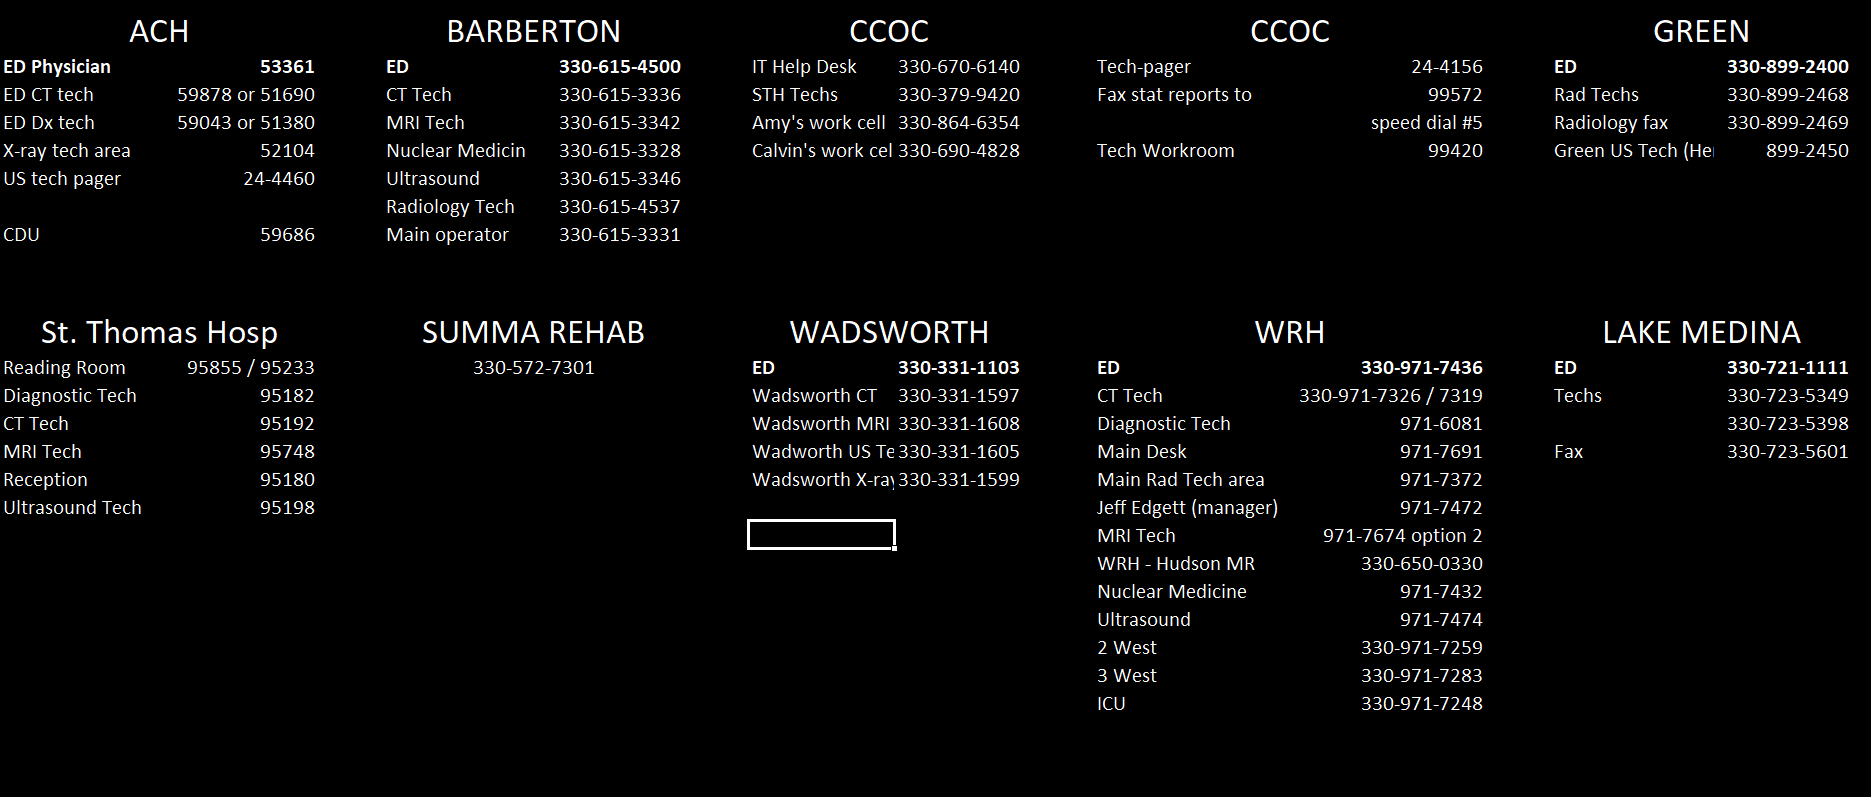 ACH
ED Physician 53361
ED CT tech 59878 or 51690
ED Dx tech 59043 or 51380
X-ray tech area 52104
US tech pager 24-4460
CDU 59686
BARBERTON
ED 330-615-4500
CT Tech 330-615-3336
MRI Tech 330-615-3342
Nuclear Medicin 330-615-3328
Ultrasound 330-615-3346
Radiology Tech 330-615-4537
Main operator 330-615-3331
CCOC
IT Help Desk 330-670-6140
STH Techs 330-379-9420
Amy's work cell 330-864-6354
Calvin's work cel 330-690-4828
CCOC
Tech-pager 24-4156
Fax stat reports to 99572
speed dial #5
Tech Workroom 99420
GREEN
ED 330-899-2400
Rad Techs 330-899-2468
Radiology fax 330-899-2469
Green US Tech (He 899-2450
St. Thomas Hosp
Reading Room 95855 / 95233
Diagnostic Tech 95182
CT Tech 95192
MRI Tech 95748
Reception 95180
Ultrasound Tech 95198
SUMMA REHAB
330-572-7301
WADSWORTH
ED 330-331-1103
Wadsworth CT 330-331-1597
Wadsworth MRI 330-331-1608
Wadworth US Te 330-331-1605
Wadsworth X-ray 330-331-1599
WRH
ED 330-971-7436
CT Tech 330-971-7326 / 7319
Diagnostic Tech 971-6081
Main Desk 971-7691
Main Rad Tech area 971-7372
Jeff Edgett (manager) 971-7472
MRI Tech 971-7674 option 2
WRH - Hudson MR 330-650-0330
Nuclear Medicine 971-7432
Ultrasound 971-7474
2 West 330-971-7259
3 West 330-971-7283
ICU 330-971-7248
LAKE MEDINA
ED 330-721-1111
Techs 330-723-5349
330-723-5398
Fax 330-723-5601